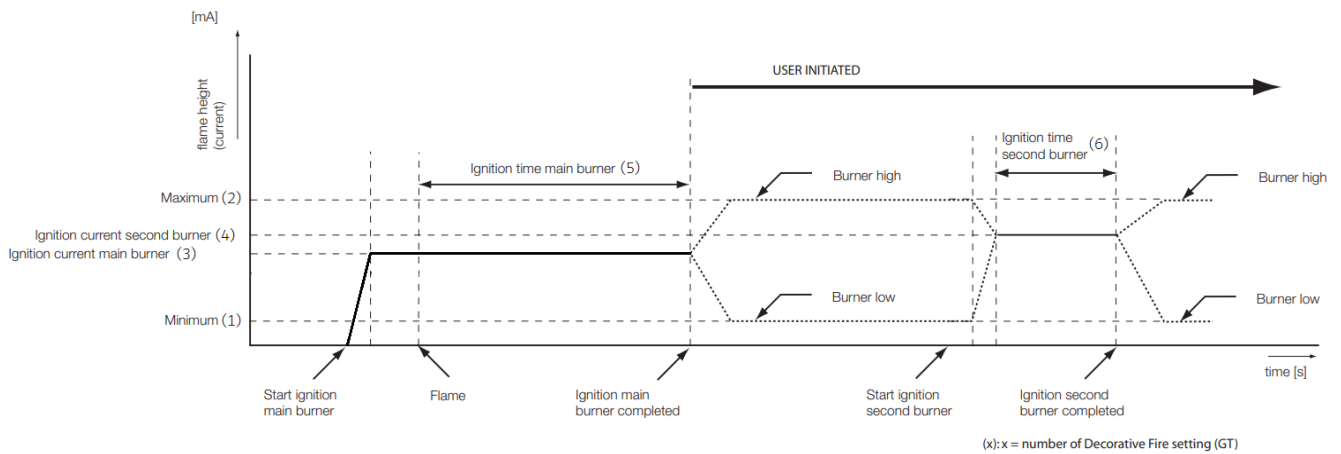 [mA]
flame height
(current)
USER INITIATED
Ignition time main burner (5)
Ignition time
second burner (6)
Maximum (2)
Burner high
Burner high
Ignition current second burner (4)
Ignition current main burner (3)
Burner low
Burner low
Minimum (1)
time [s]
Start ignition
main burner
Flame
Ignition main
burner completed
Start ignition
second burner
Ignition second
burner completed
(x): x = number of Decorative Fire setting (GT)